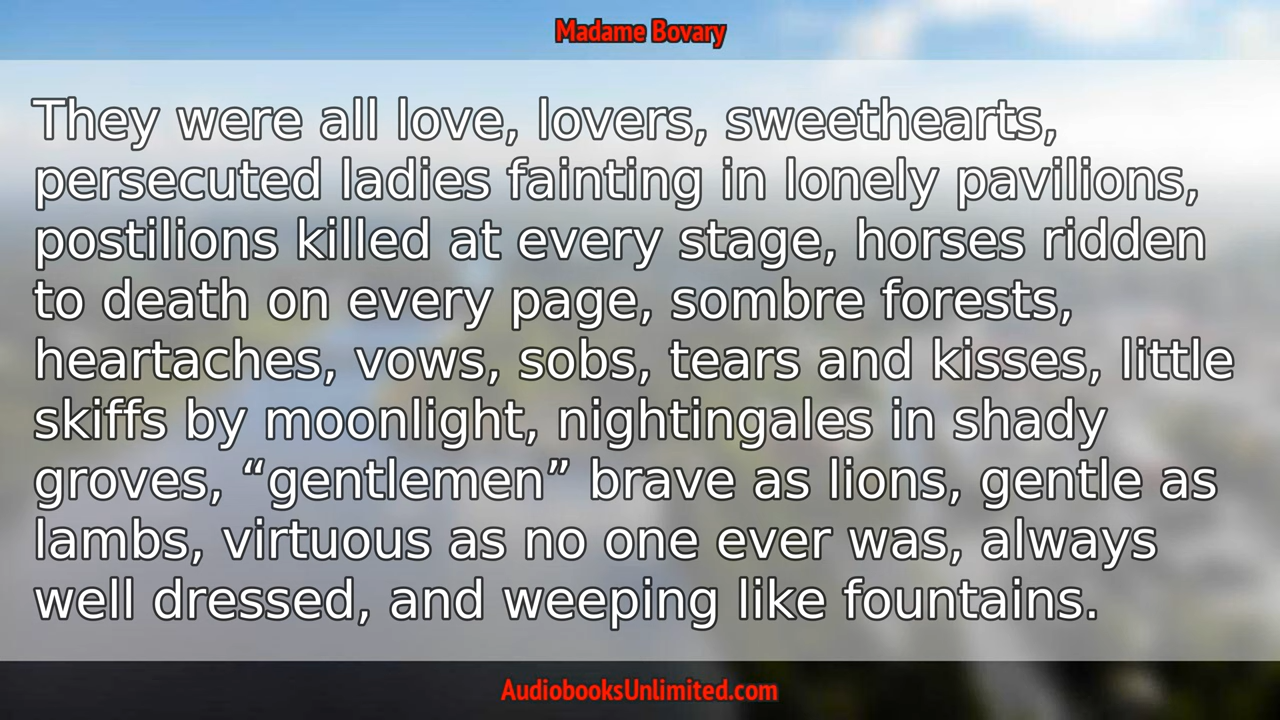 Madame Bovary
They were all love, lovers, sweethearts,
persecuted ladies fainting in lonely pavilions,
postilions killed at every stage, horses ridden
to death on every page, sombre forests,
heartaches, vows, sobs, tears and kisses, little
skiffs by moonlight, nightingales in shady
groves, “gentlemen” brave as lions, gentle as
lambs, virtuous as no one ever was, always
well dressed, and weeping like fountains.
AudiobooksUnlimited.com